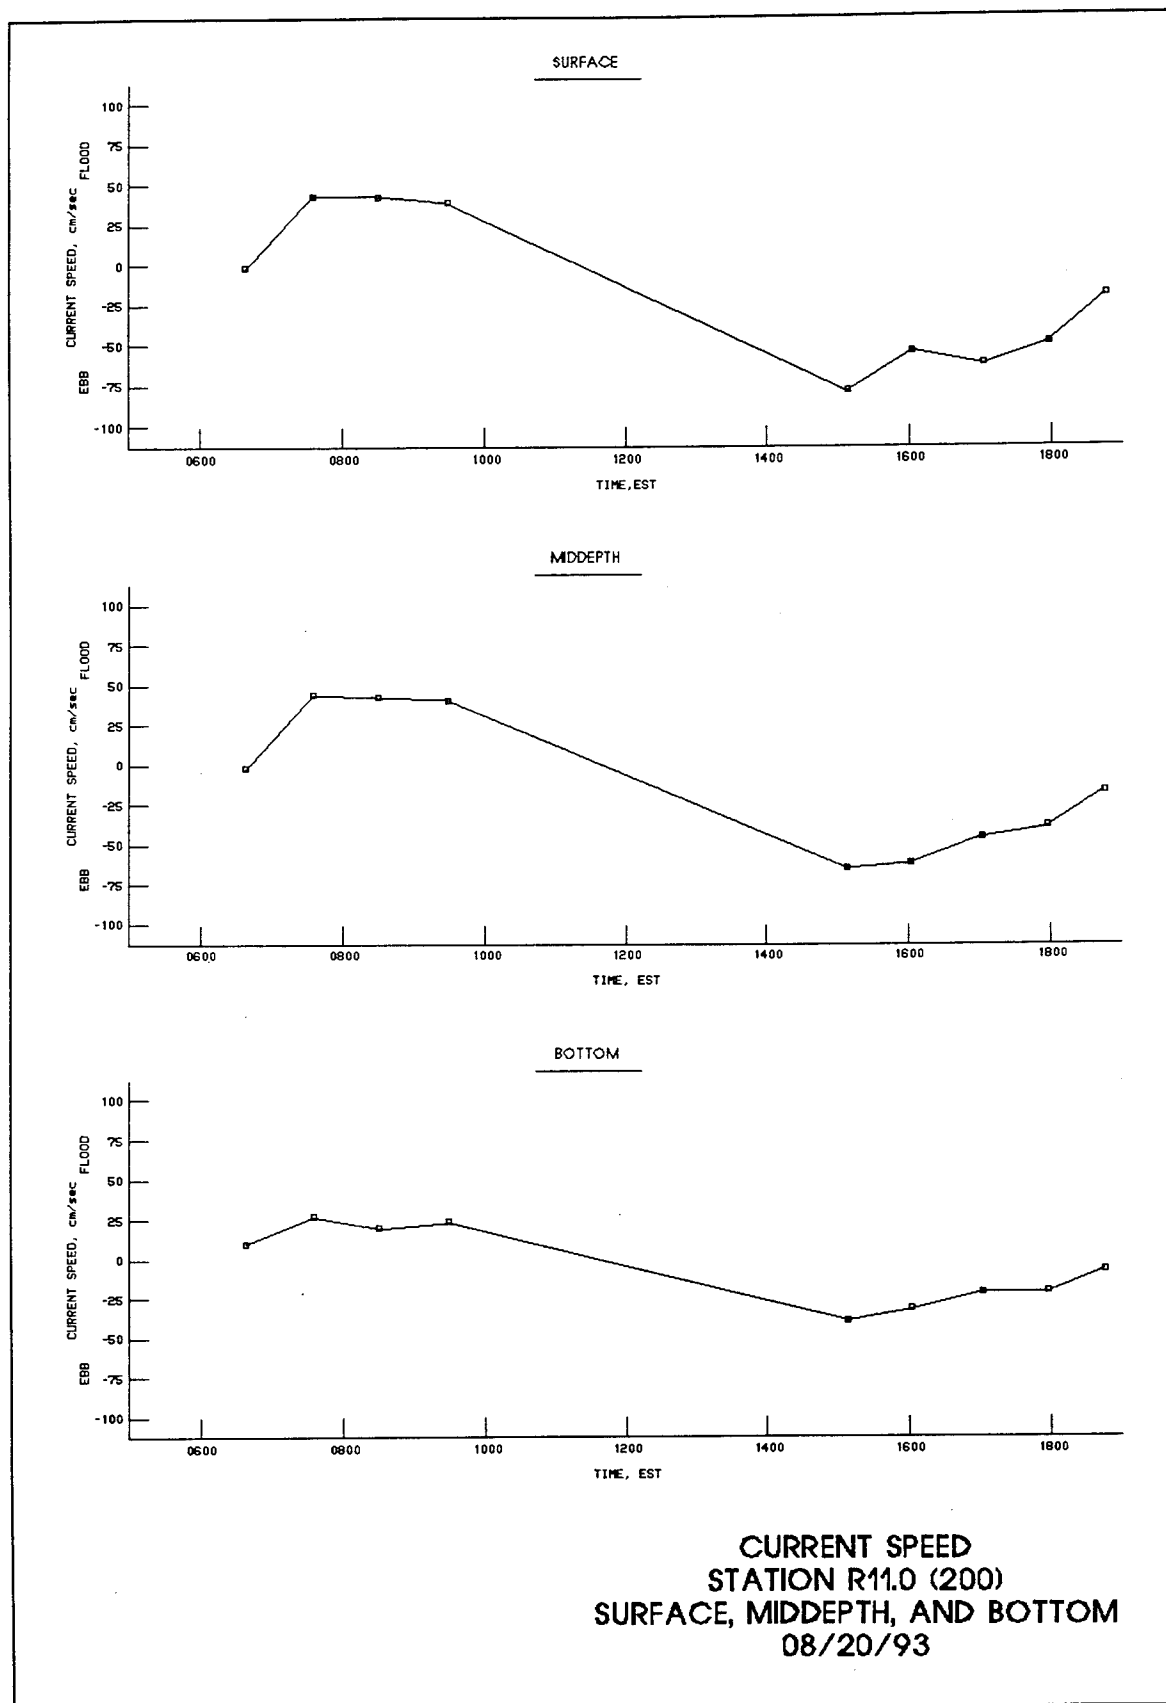 SURFACE
100
75
50
25
0
-25
-50
-75
-100
EBB CURRENT SPEED, cm/sec FLOOD
0600 0800 1000 1200 1400 1600 1800
TIME,EST
MIDDEPTH
100
75
50
25
0
-25
-50
-75
-100
EBB CURRENT SPEED, cm/sec FLOOD
0600 0800 1000 1200 1400 1600 1800
TIME, EST
BOTTOM
100
75
50
25
0
-25
-50
-75
-100
EBB CURRENT SPEED, cm/sec FLOOD
0600 0800 1000 1200 1400 1600 1800
TIME, EST
CURRENT SPEED
STATION R11.0 (200)
SURFACE, MIDDEPTH, AND BOTTOM
08/20/93